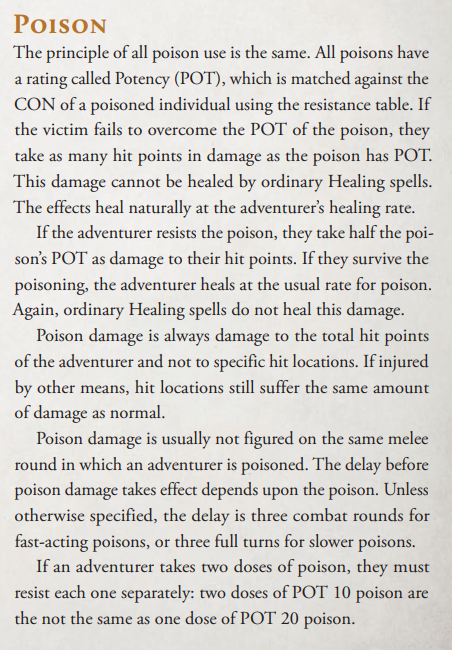 POISON
The principle of all poison use is the same. All poisons have
a rating called Potency (POT), which is matched against the
CON of a poisoned individual using the resistance table. If
the victim fails to overcome the POT of the poison, they
take as many hit points in damage as the poison has POT.
This damage cannot be healed by ordinary Healing spells.
The effects heal naturally at the adventurer’s healing rate.
If the adventurer resists the poison, they take half the poi-
son’s POT as damage to their hit points. If they survive the
poisoning, the adventurer heals at the usual rate for poison.
Again, ordinary Healing spells do not heal this damage.
Poison damage is always damage to the total hit points
of the adventurer and not to specific hit locations. If injured
by other means, hit locations still suffer the same amount
of damage as normal.
Poison damage is usually not figured on the same melee
round in which an adventurer is poisoned. The delay before
poison damage takes effect depends upon the poison. Unless
otherwise specified, the delay is three combat rounds for
fast-acting poisons, or three full turns for slower poisons.
If an adventurer takes two doses of poison, they must
resist each one separately: two doses of POT 10 poison are
the not the same as one dose of POT 20 poison.